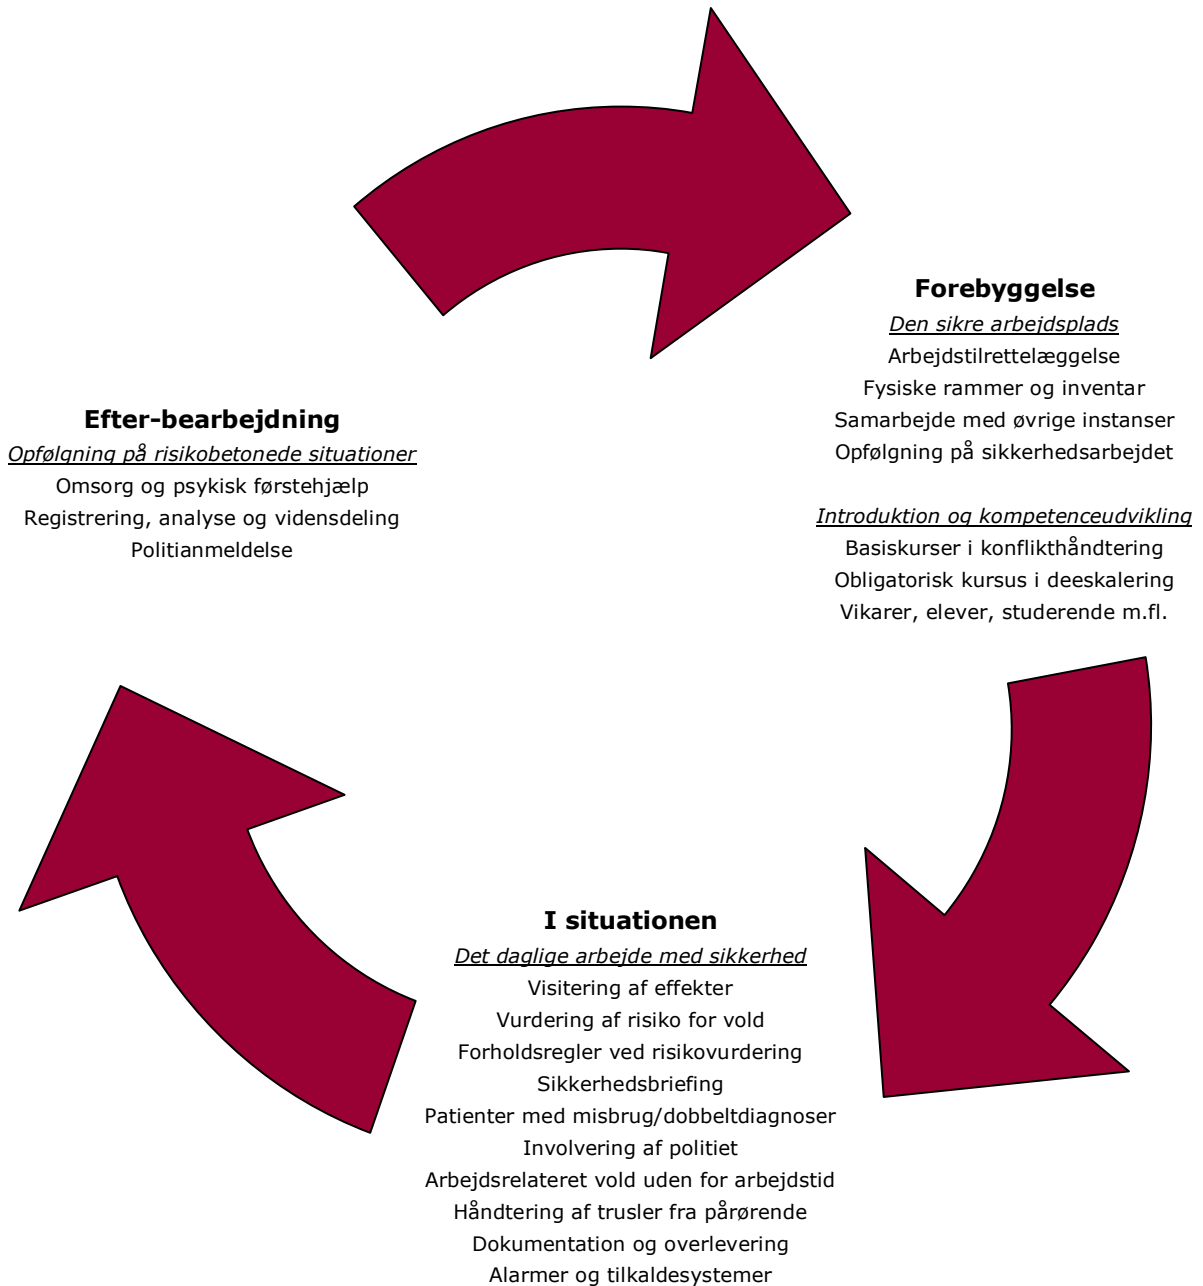 Forebyggelse
Den sikre arbejdsplads
Arbejdstilrettelæggelse
Fysiske rammer og inventar
Samarbejde med øvrige instanser
Opfølgning på sikkerhedsarbejdet
Introduktion og kompetenceudvikling
Basiskurser i konflikthåndtering
Obligatorisk kursus i deeskalering
Vikarer, elever, studerende m.fl.
I situationen
Det daglige arbejde med sikkerhed
Visitering af effekter
Vurdering af risiko for vold
Forholdsregler ved risikovurdering
Sikkerhedsbriefing
Patienter med misbrug/dobbeltdiagnoser
Involvering af politiet
Arbejdsrelateret vold uden for arbejdstid
Håndtering af trusler fra pårørende
Dokumentation og overlevering
Alarmer og tilkaldesystemer
Efter-bearbejdning
Opfølgning på risikobetonede situationer
Omsorg og psykisk førstehjælp
Registrering, analyse og vidensdeling
Politianmeldelse